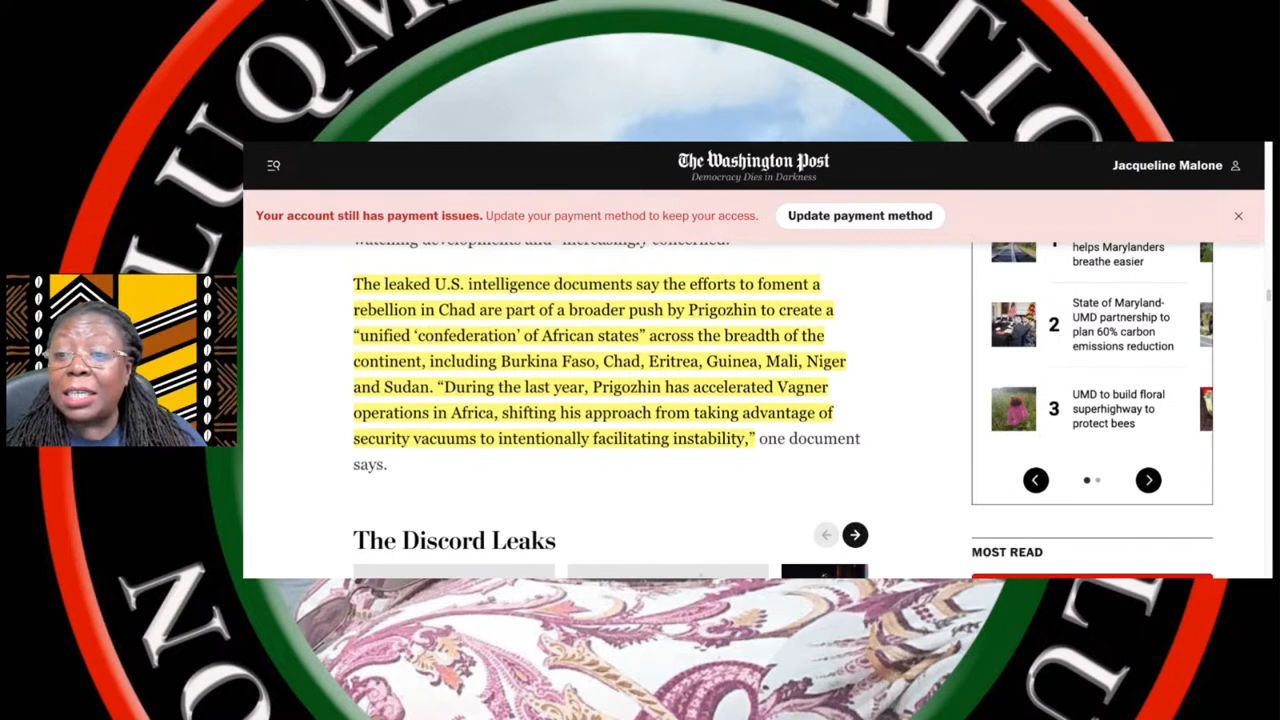 LUQM
The Washington Post
Democracy Dies in Darkness
Jacqueline Malone
Your account still has payment issues. Update your payment method to keep your access.
Update payment method
watching developments and "increasingly concerned.
The leaked U.S. intelligence documents say the efforts to foment a
rebellion in Chad are part of a broader push by Prigozhin to create a
“unified ‘confederation’ of African states” across the breadth of the
continent, including Burkina Faso, Chad, Eritrea, Guinea, Mali, Niger
and Sudan. “During the last year, Prigozhin has accelerated Vagner
operations in Africa, shifting his approach from taking advantage of
security vacuums to intentionally facilitating instability,” one document
says.
The Discord Leaks
helps Marylanders
breathe easier
2
State of Maryland-
UMD partnership to
plan 60% carbon
emissions reduction
3
UMD to build floral
superhighway to
protect bees
MOST READ